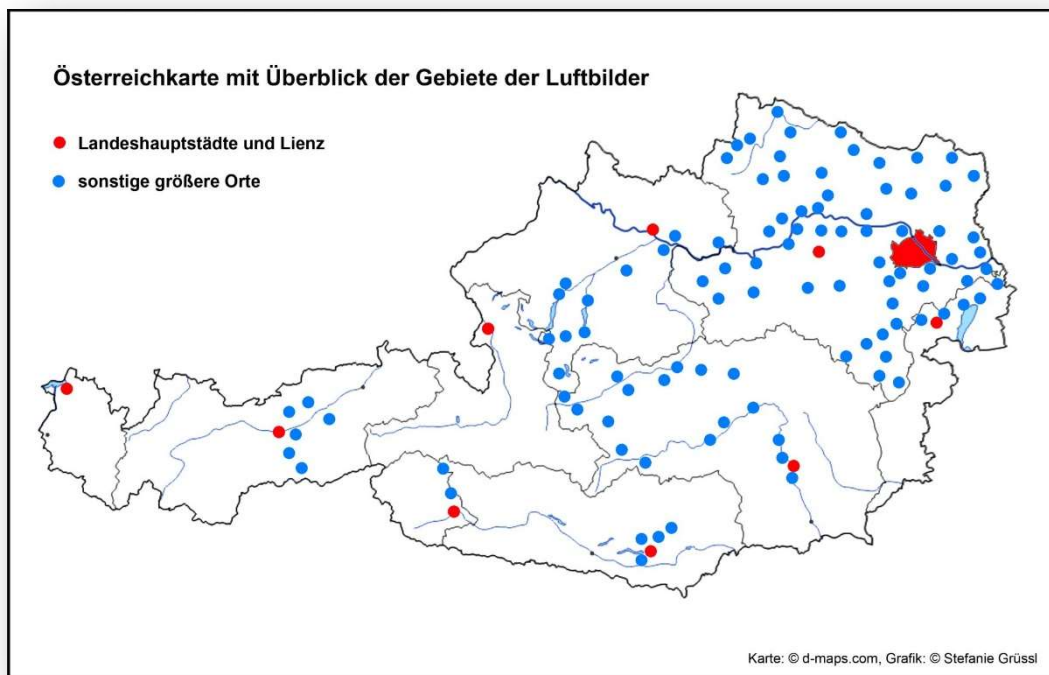 Österreichkarte mit Überblick der Gebiete der Luftbilder
Landeshauptstädte und Lienz
sonstige größere Orte
Karte: © d-maps.com, Grafik: © Stefanie Grüssl